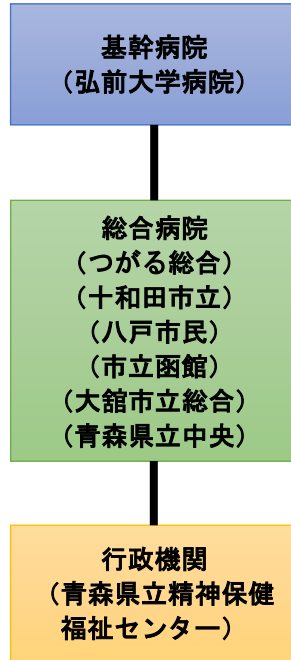 基幹病院
（弘前大学病院）
総合病院
（つがる総合）
（十和田市立）
（八戸市民）
（市立函館）
（大舘市立総合）
（青森県立中央）
行政機関
（青森県立精神保健
福祉センター）